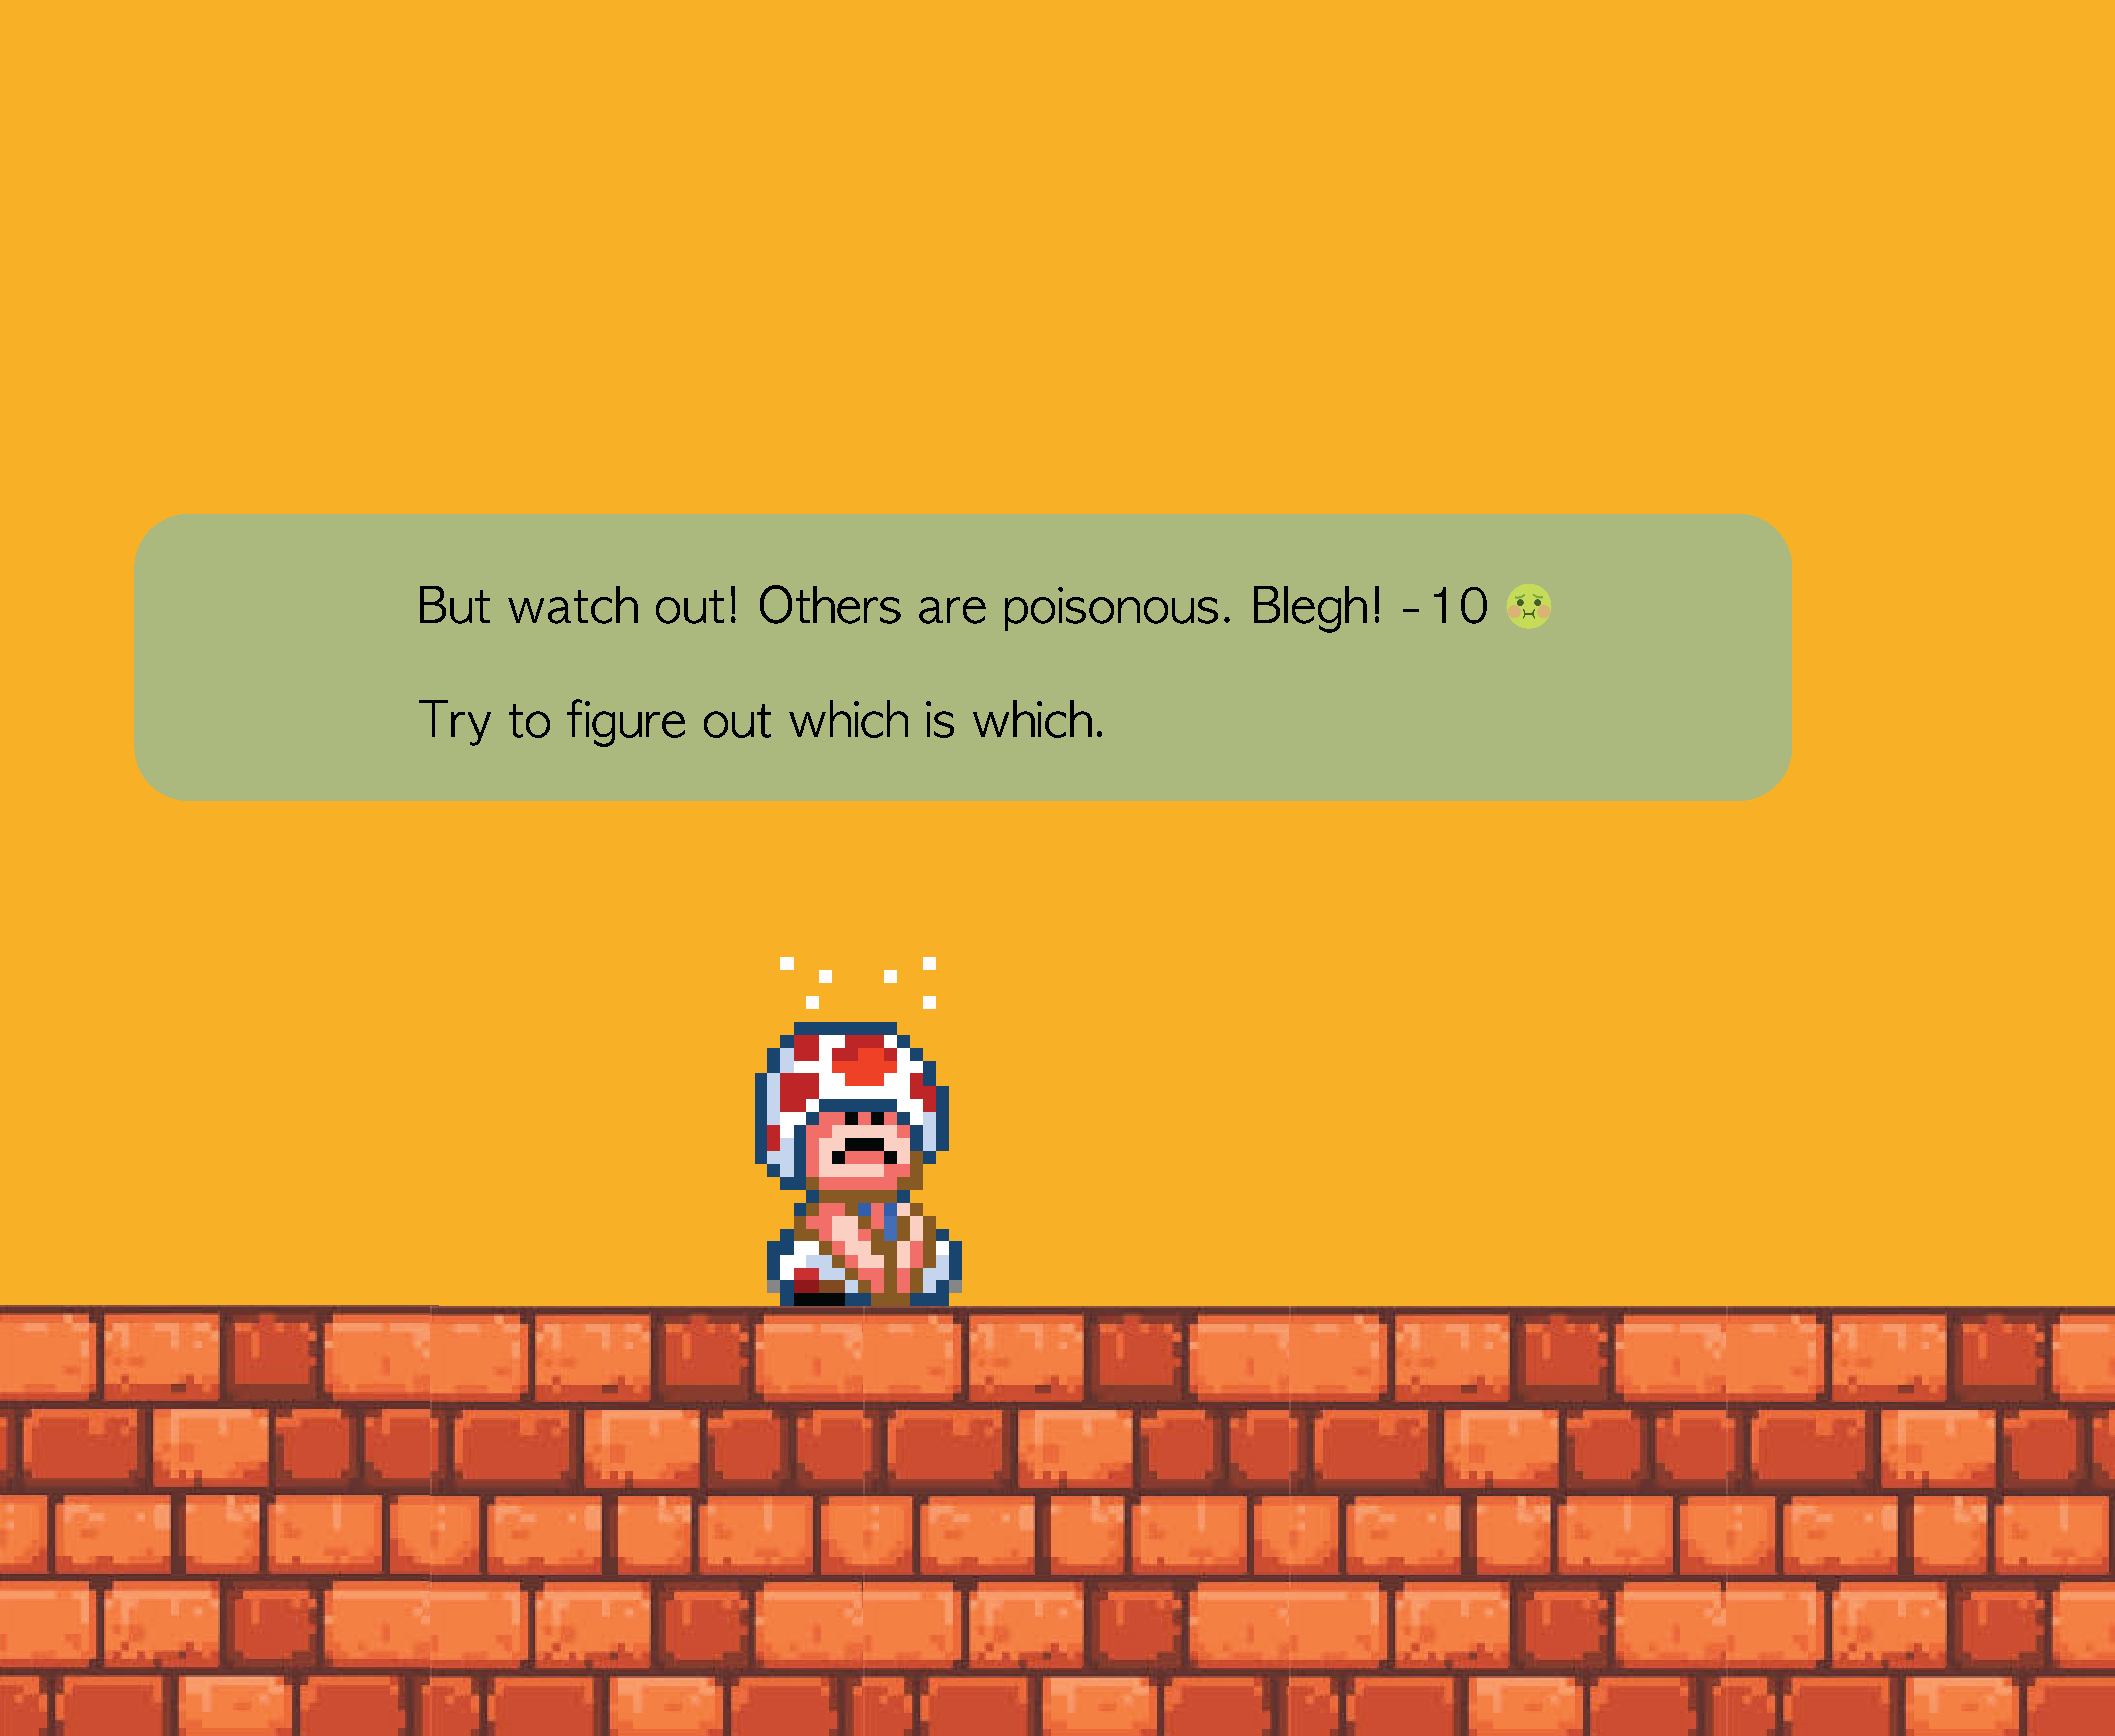 But watch out! Others are poisonous. Blegh! -10 🤢
Try to figure out which is which.